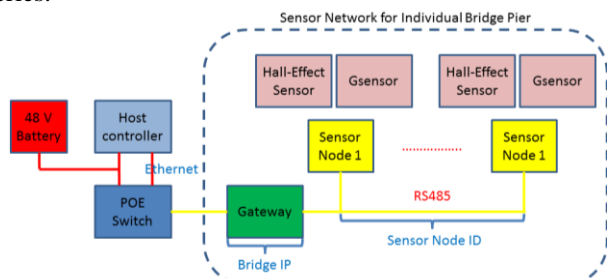 Sensor Network for Individual Bridge Pier
Hall-Effect
Sensor
Gsensor
Hall-Effect
Sensor
Gsensor
48 V
Battery
Host
controller
Ethernet
Sensor
Node 1
....................
Sensor
Node 1
POE
Switch
Gateway
RS485
Bridge IP
Sensor Node ID